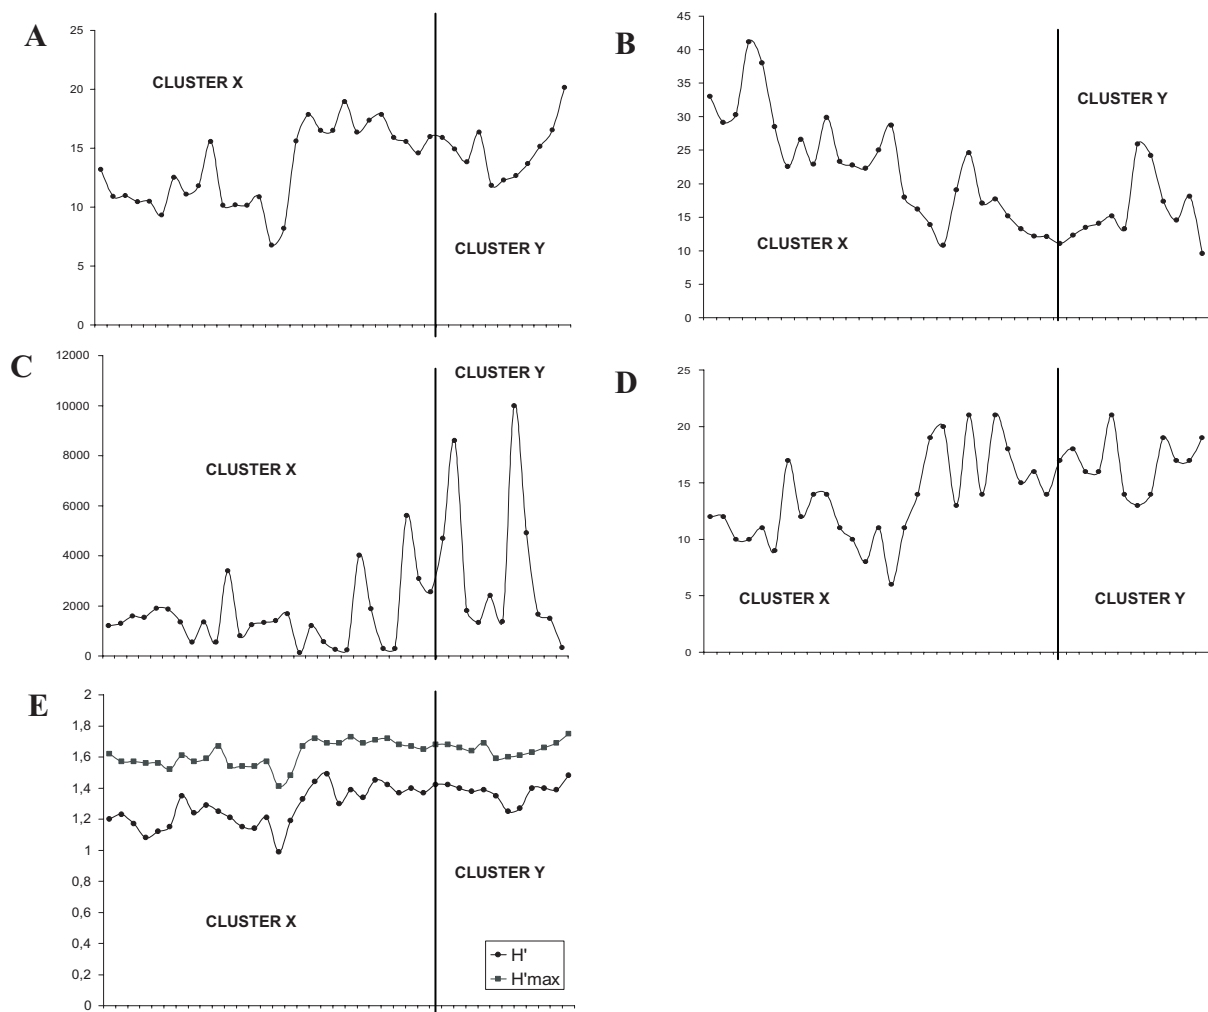 A
25
20
15
10
5
0
CLUSTER X
CLUSTER Y
B
45
40
35
30
25
20
15
10
5
0
CLUSTER X
CLUSTER Y
C
12000
10000
8000
6000
4000
2000
0
CLUSTER X
CLUSTER Y
D
25
20
15
10
5
0
CLUSTER X
CLUSTER Y
E
2
1,8
1,6
1,4
1,2
1
0,8
0,6
0,4
0,2
0
CLUSTER X
CLUSTER Y
H'
H'max